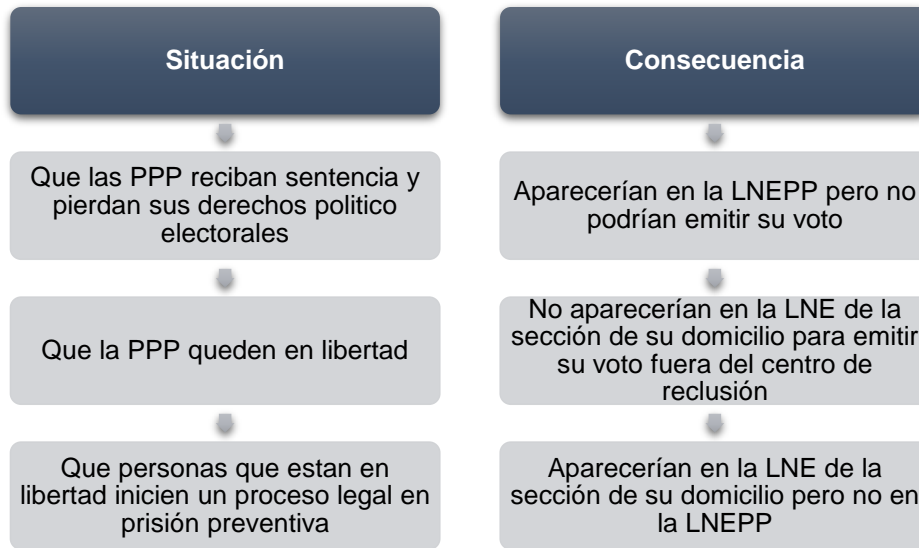 Situación
Que las PPP reciban sentencia y
pierdan sus derechos politico
electorales
Que la PPP queden en libertad
Que personas que estan en
libertad inicien un proceso legal en
prisión preventiva
Consecuencia
Aparecerían en la LNEPP pero no
podrían emitir su voto
No aparecerían en la LNE de la
sección de su domicilio para emitir
su voto fuera del centro de
reclusión
Aparecerían en la LNE de la
sección de su domicilio pero no en
la LNEPP